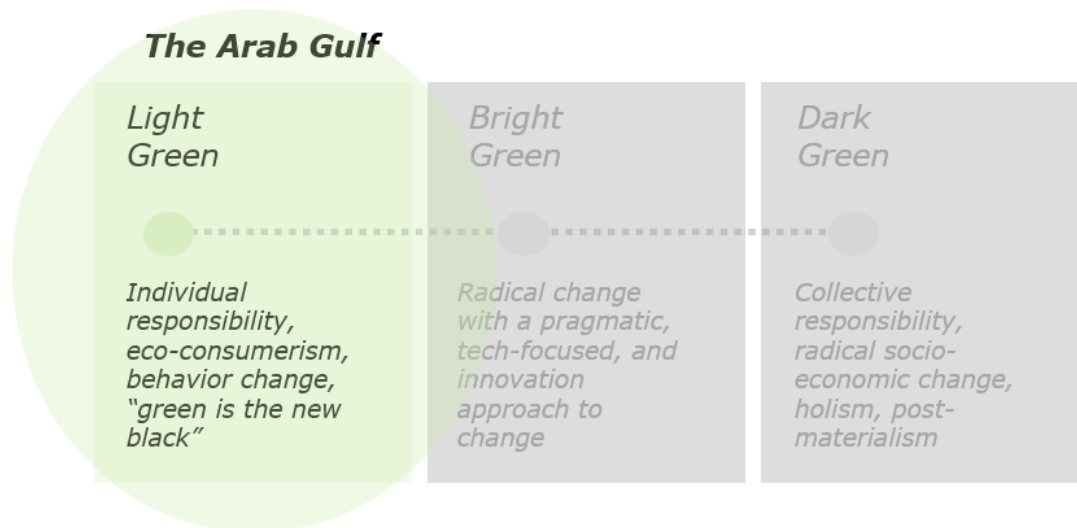 The Arab Gulf
Light
Green
Individual
responsibility,
eco-consumerism,
behavior change,
“green is the new
black”
Bright
Green
Radical change
with a pragmatic,
tech-focused, and
innovation
approach to
change
Dark
Green
Collective
responsibility,
radical socio-
economic change,
holism, post-
materialism